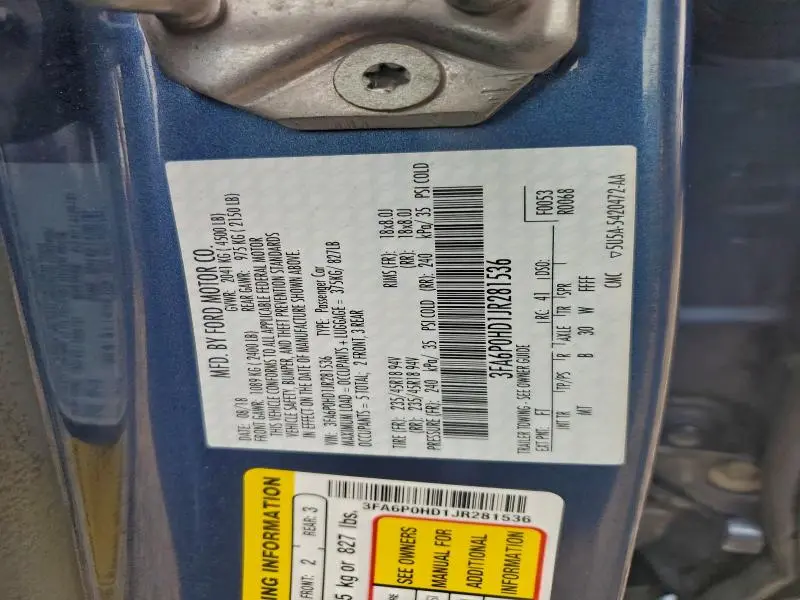 MFD. BY FORD MOTOR CO.
DATE: 08/18 GVWR: 2041 KG ( 4500 LB)
FRONT GAWR: 1089 KG ( 2400 LB) REAR GAWR: 975 KG ( 2150 LB)
THIS VEHICLE CONFORMS TO ALL APPLICABLE FEDERAL MOTOR
VEHICLE SAFETY, BUMPER, AND THEFT PREVENTION STANDARDS
IN EFFECT ON THE DATE OF MANUFACTURE SHOWN ABOVE.
VIN: 3FA6P0HD1JR281536 TYPE: Passenger Car
MAXIMUM LOAD = OCCUPANTS + LUGGAGE = 375KG/ 827LB
OCCUPANTS = 5 TOTAL; 2 FRONT, 3 REAR
TIRE (FR): 235/45R18 94V RIMS (FR): 18x8.0J
(RR): 235/45R18 94V (RR): 18x8.0J
PRESSURE (FR): 240 kPa/ 35 PSI COLD (RR): 240 kPa/ 35 PSI COLD
3FA6P0HD1JR281536
TRAILER TOWING - SEE OWNER GUIDE
F0053
EXT PNT: FT RC: 41 DSO: R0068
INT TR TP/PS R AXLE TR SPR
MT B 30 W FFFF
CMC ▽5U5A-5420472-AA
3FA6P0HD1JR281536
ING INFORMATION
FRONT: 2 REAR: 3
5 kg or 827 lbs.
SEE OWNERS
MANUAL FOR
ADDITIONAL
INFORMATION